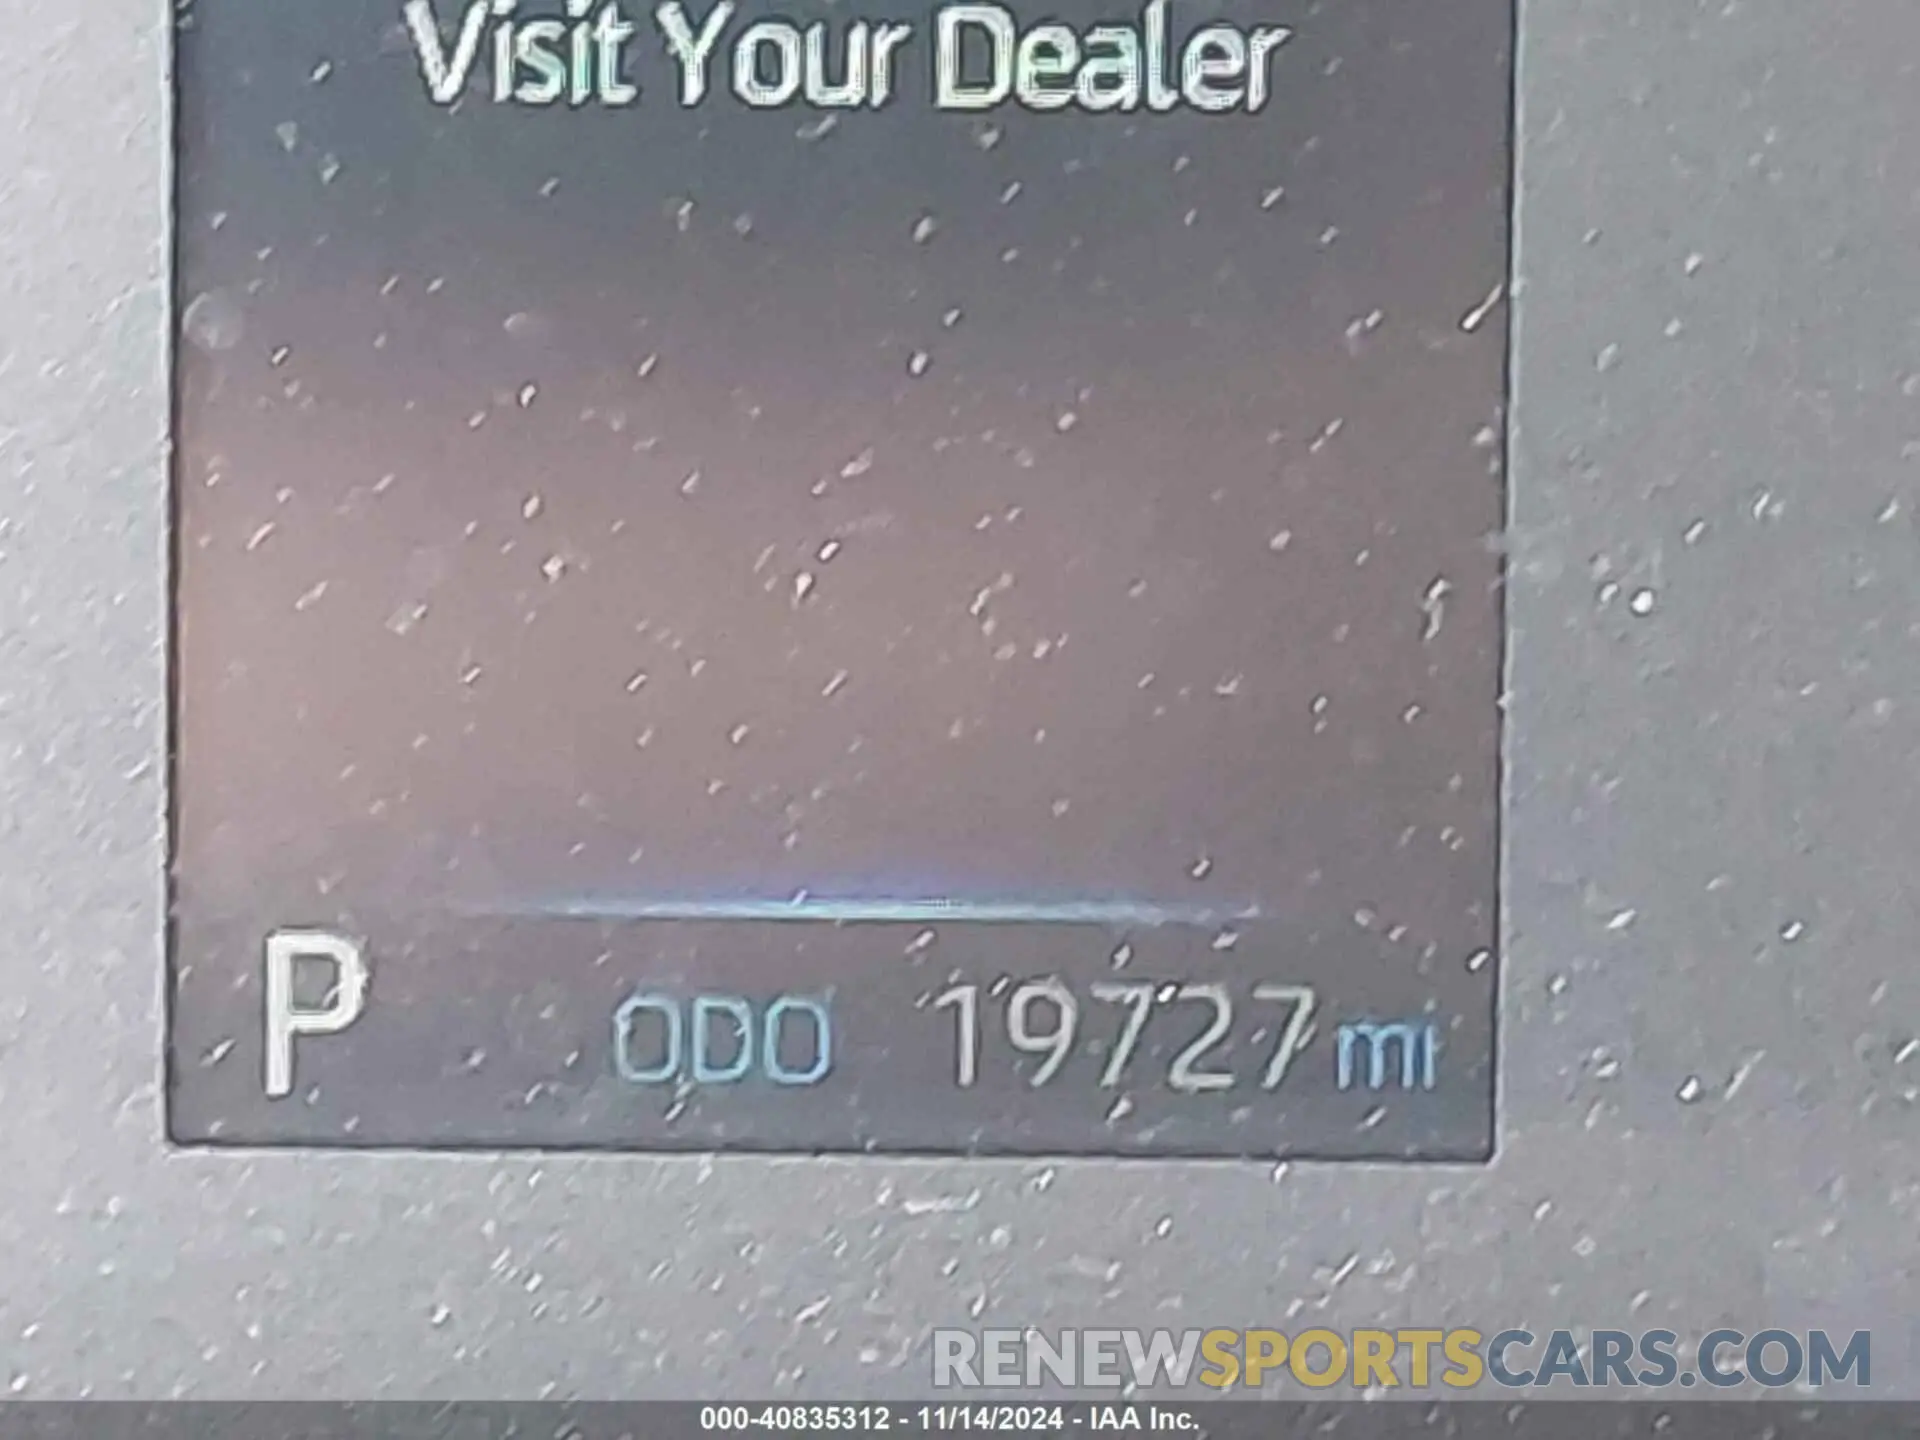 Visit Your Dealer
P ODO 19727 mi
RENEWSPORTSCARS.COM
000-40835312 - 11/14/2024 - IAA Inc.